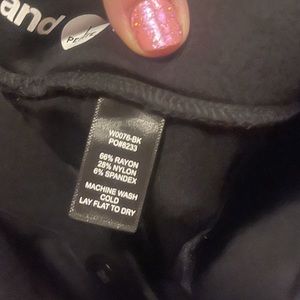 and
W0076-BK
PO#8233
66% RAYON
28% NYLON
6% SPANDEX
MACHINE WASH
COLD
LAY FLAT TO DRY